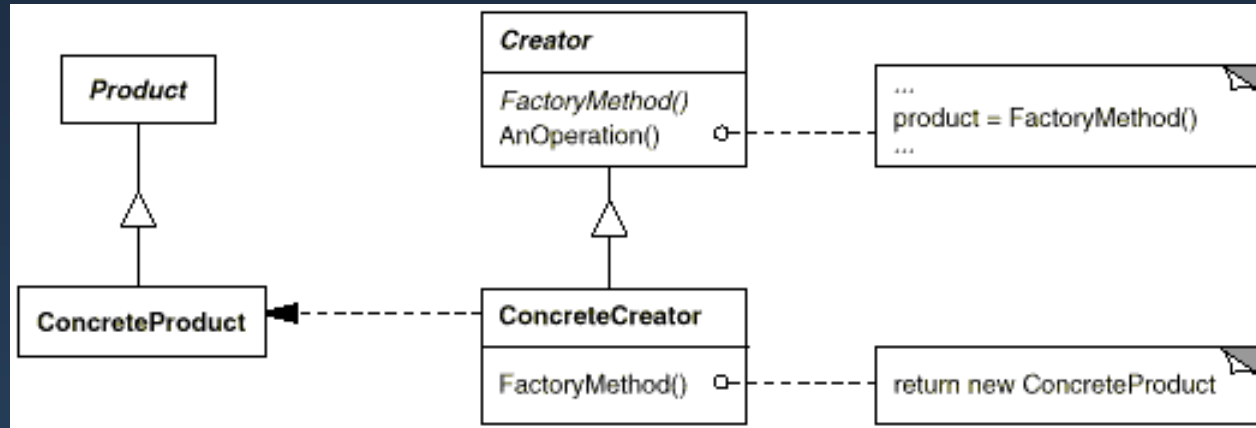 Product
ConcreteProduct
Creator
FactoryMethod()
AnOperation()
...
product = FactoryMethod()
...
ConcreteCreator
FactoryMethod()
return new ConcreteProduct